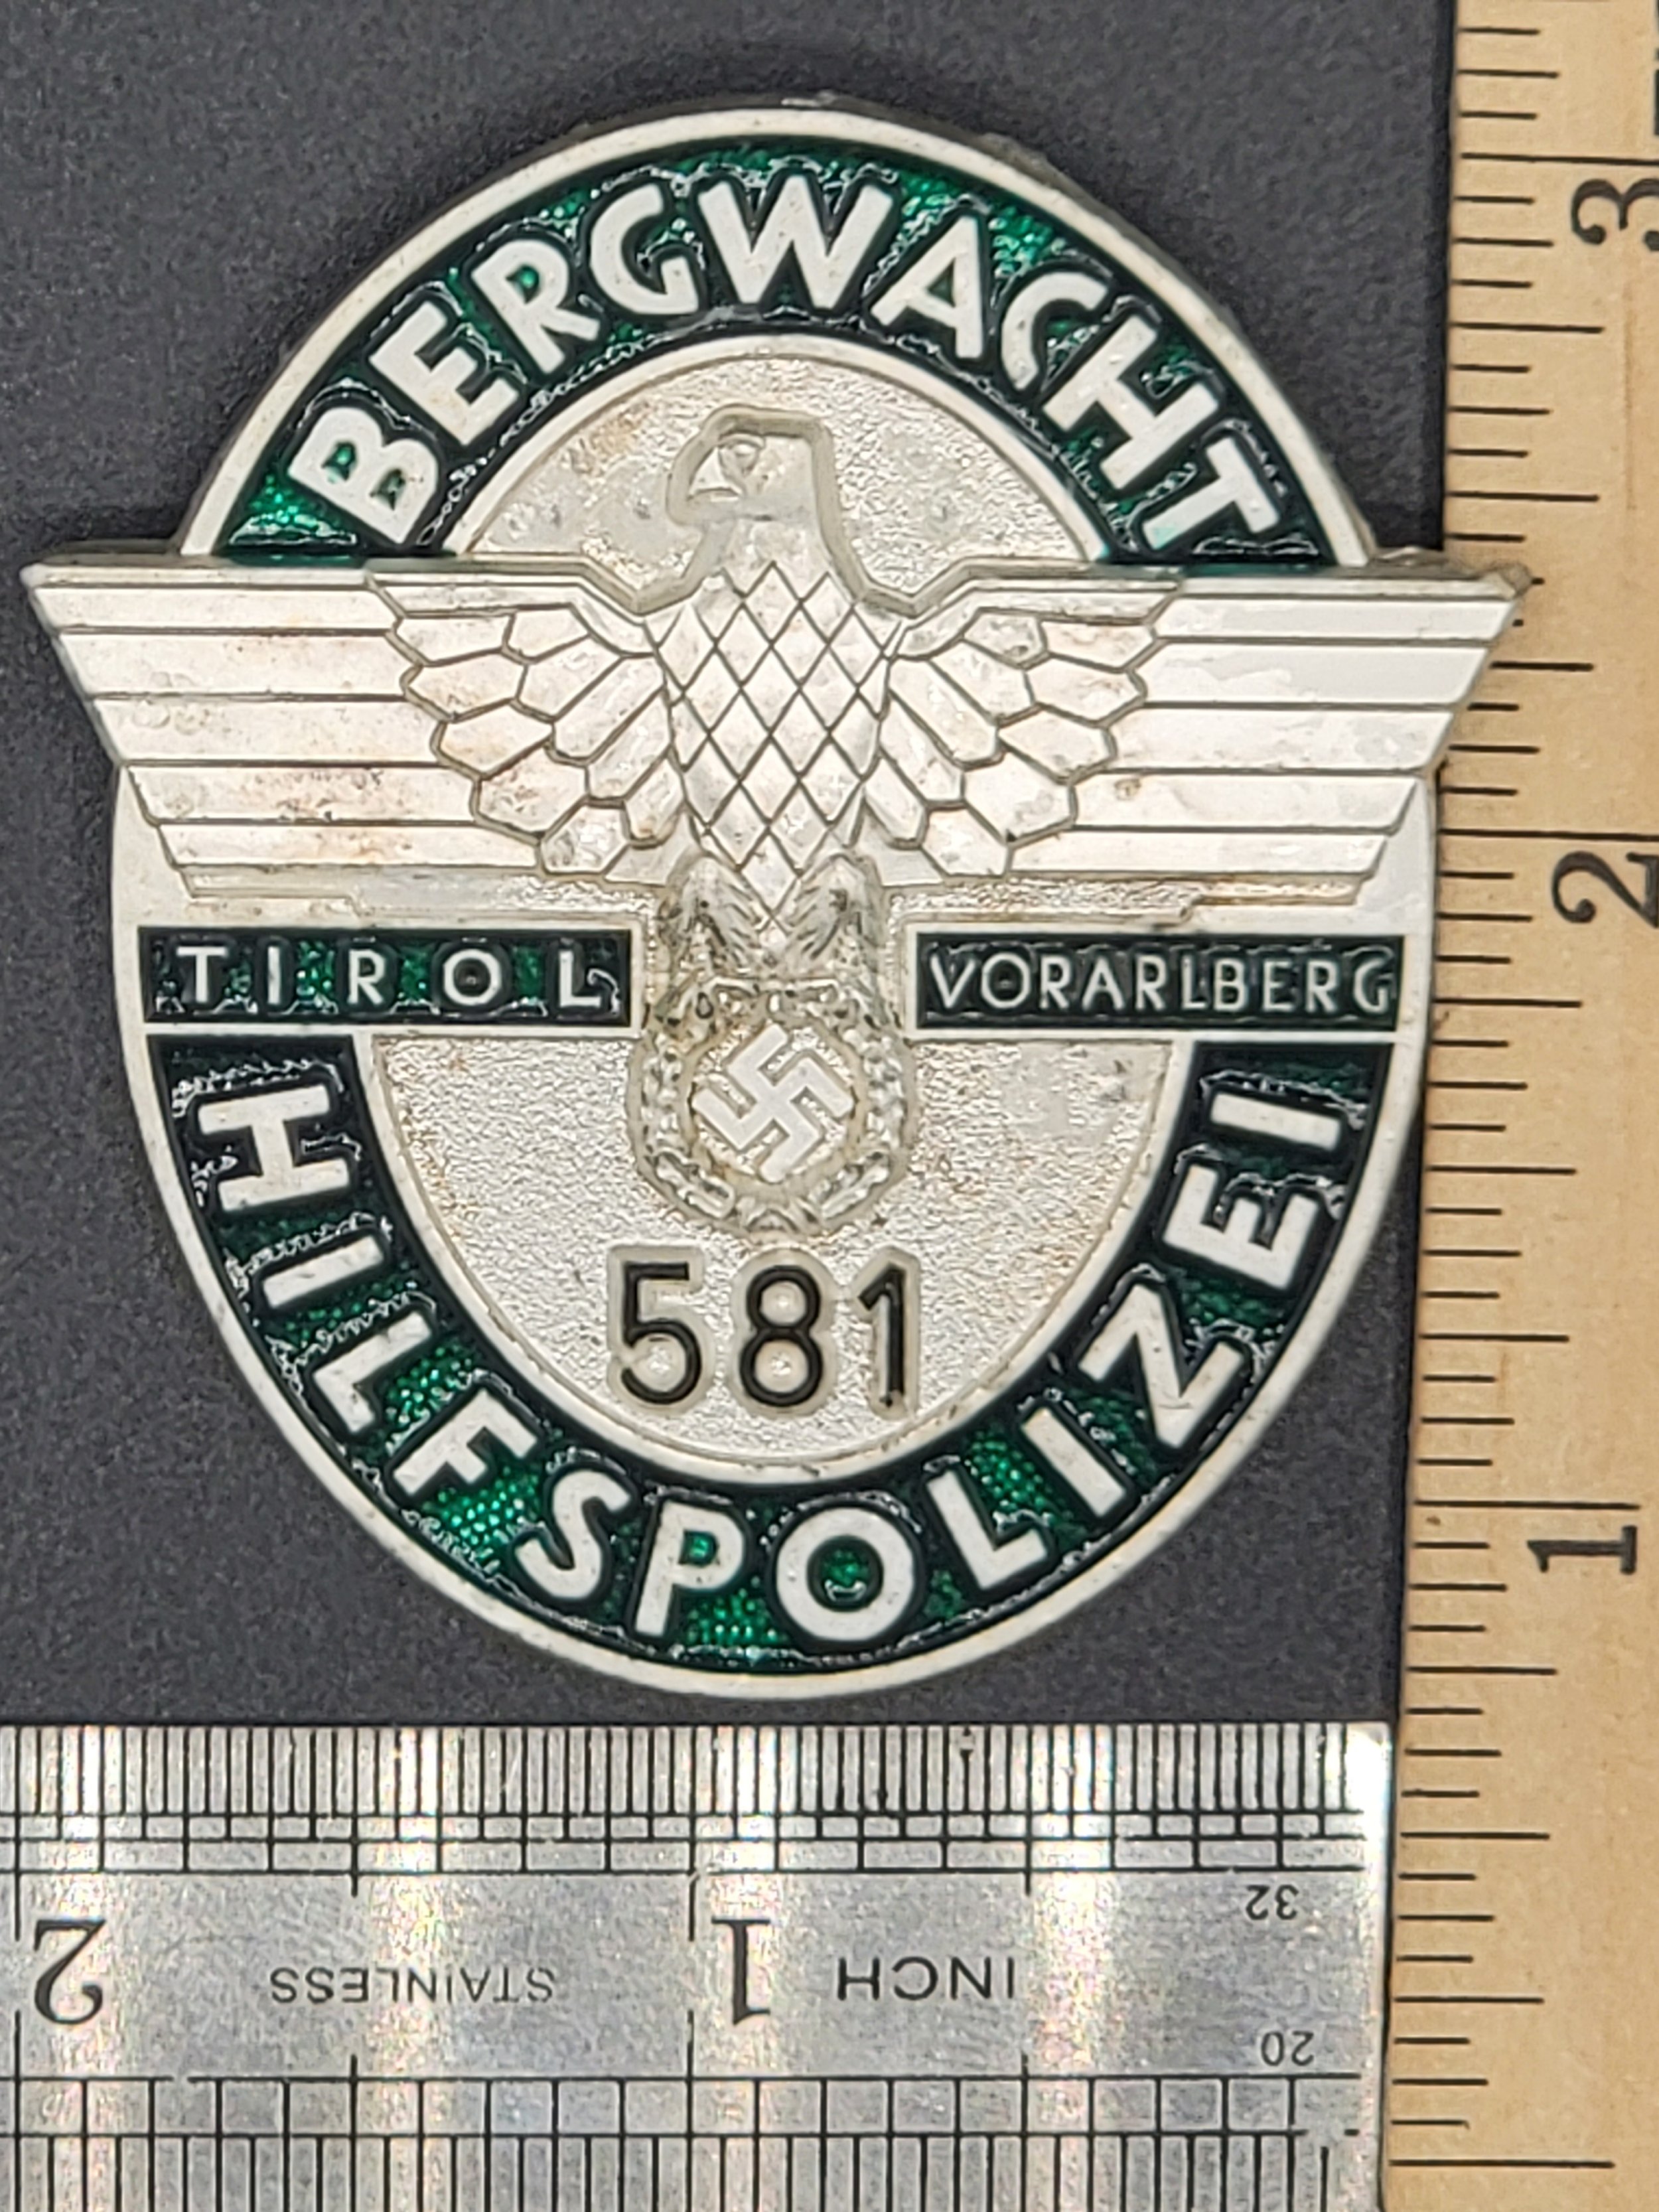 BERGWACHT
TIROL VORARLBERG
581
HILFSPOLIZEI
3
2
1
32
2 STAINLESS 1 INCH
20